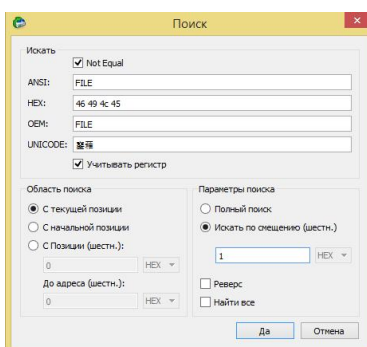 Поиск
Искать
Not Equal
ANSI: FILE
HEX: 46 49 4c 45
OEM: FILE
UNICODE:
Учитывать регистр
Область поиска
С текущей позиции
С начальной позиции
С Позиции (шестн.):
0 HEX
До адреса (шестн.):
0 HEX
Параметры поиска
Полный поиск
Искать по смещению (шестн.)
1 HEX
Реверс
Найти все
Да Отмена